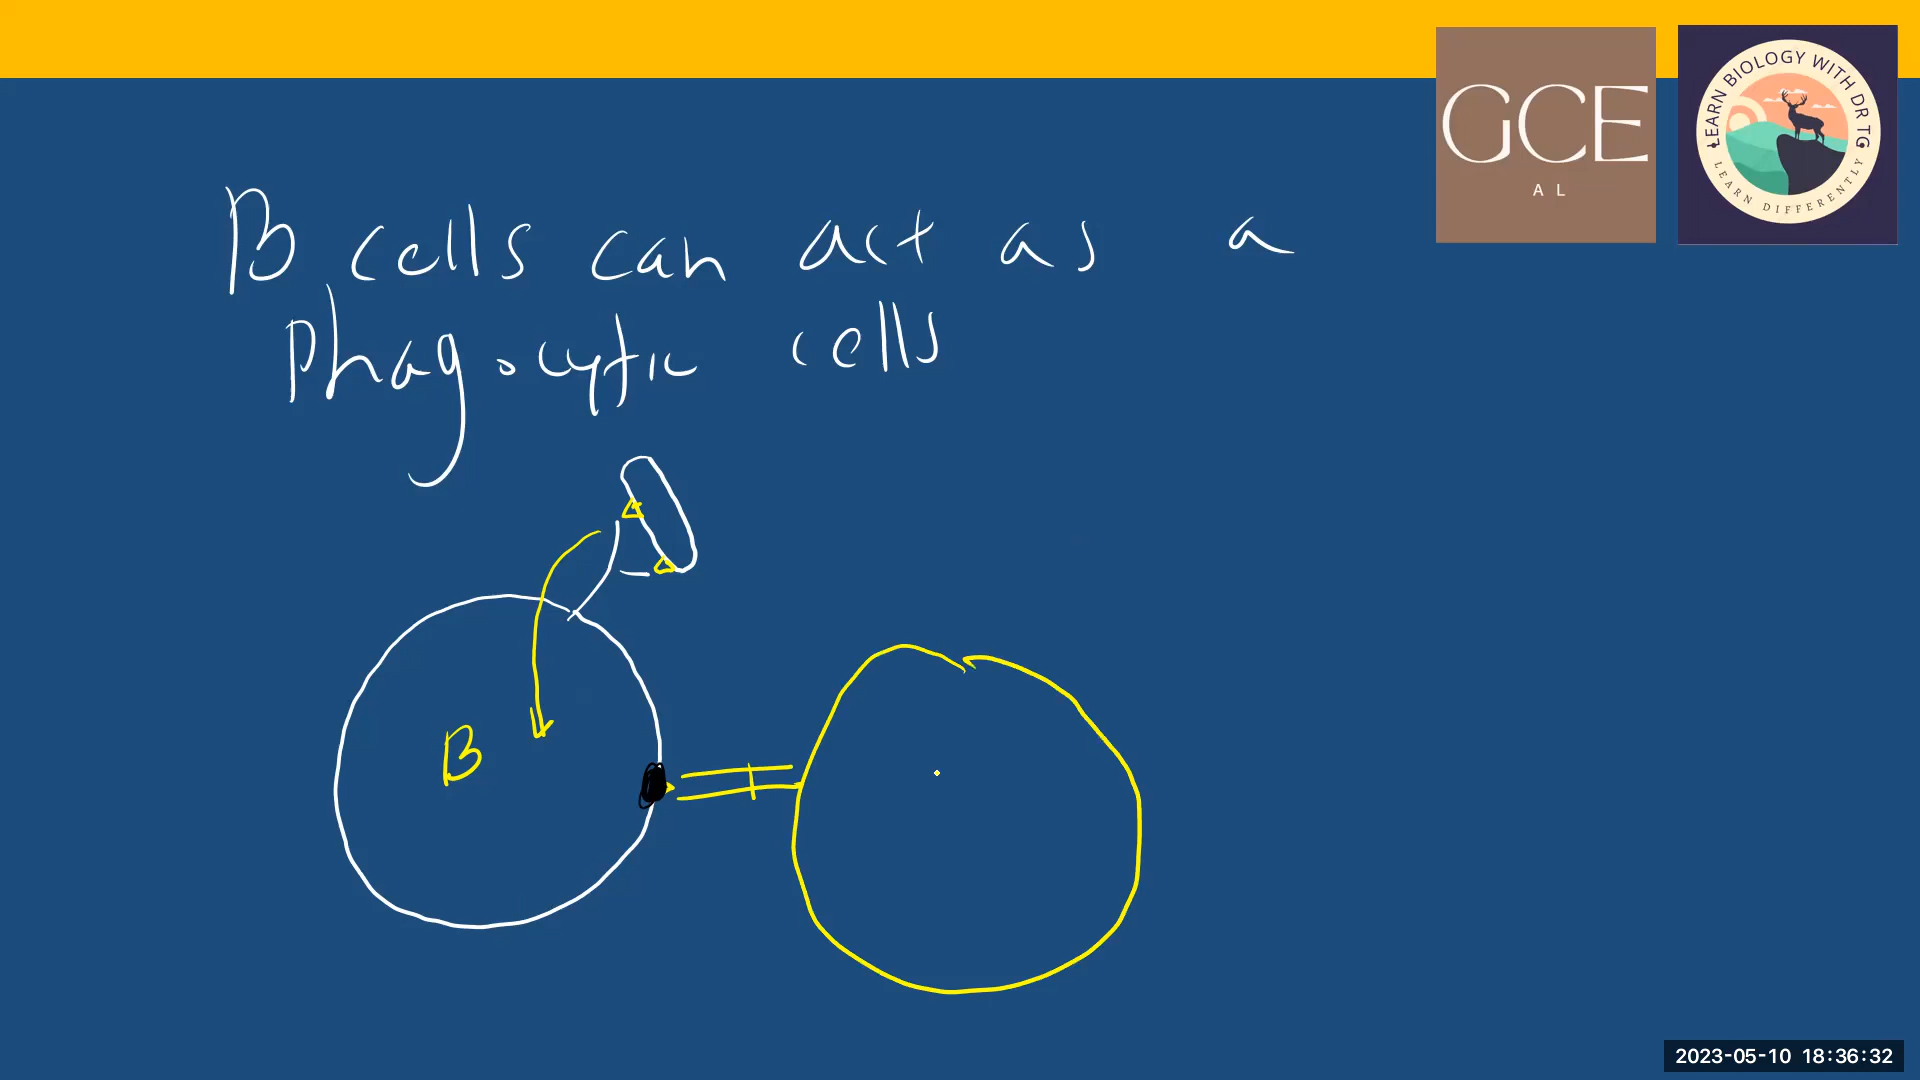 GCE
A L
LEARN BIOLOGY WITH DR TG
LEARN DIFFERENTLY
B cells can act as a
Phagocytic cells
B
2023-05-10 18:36:32